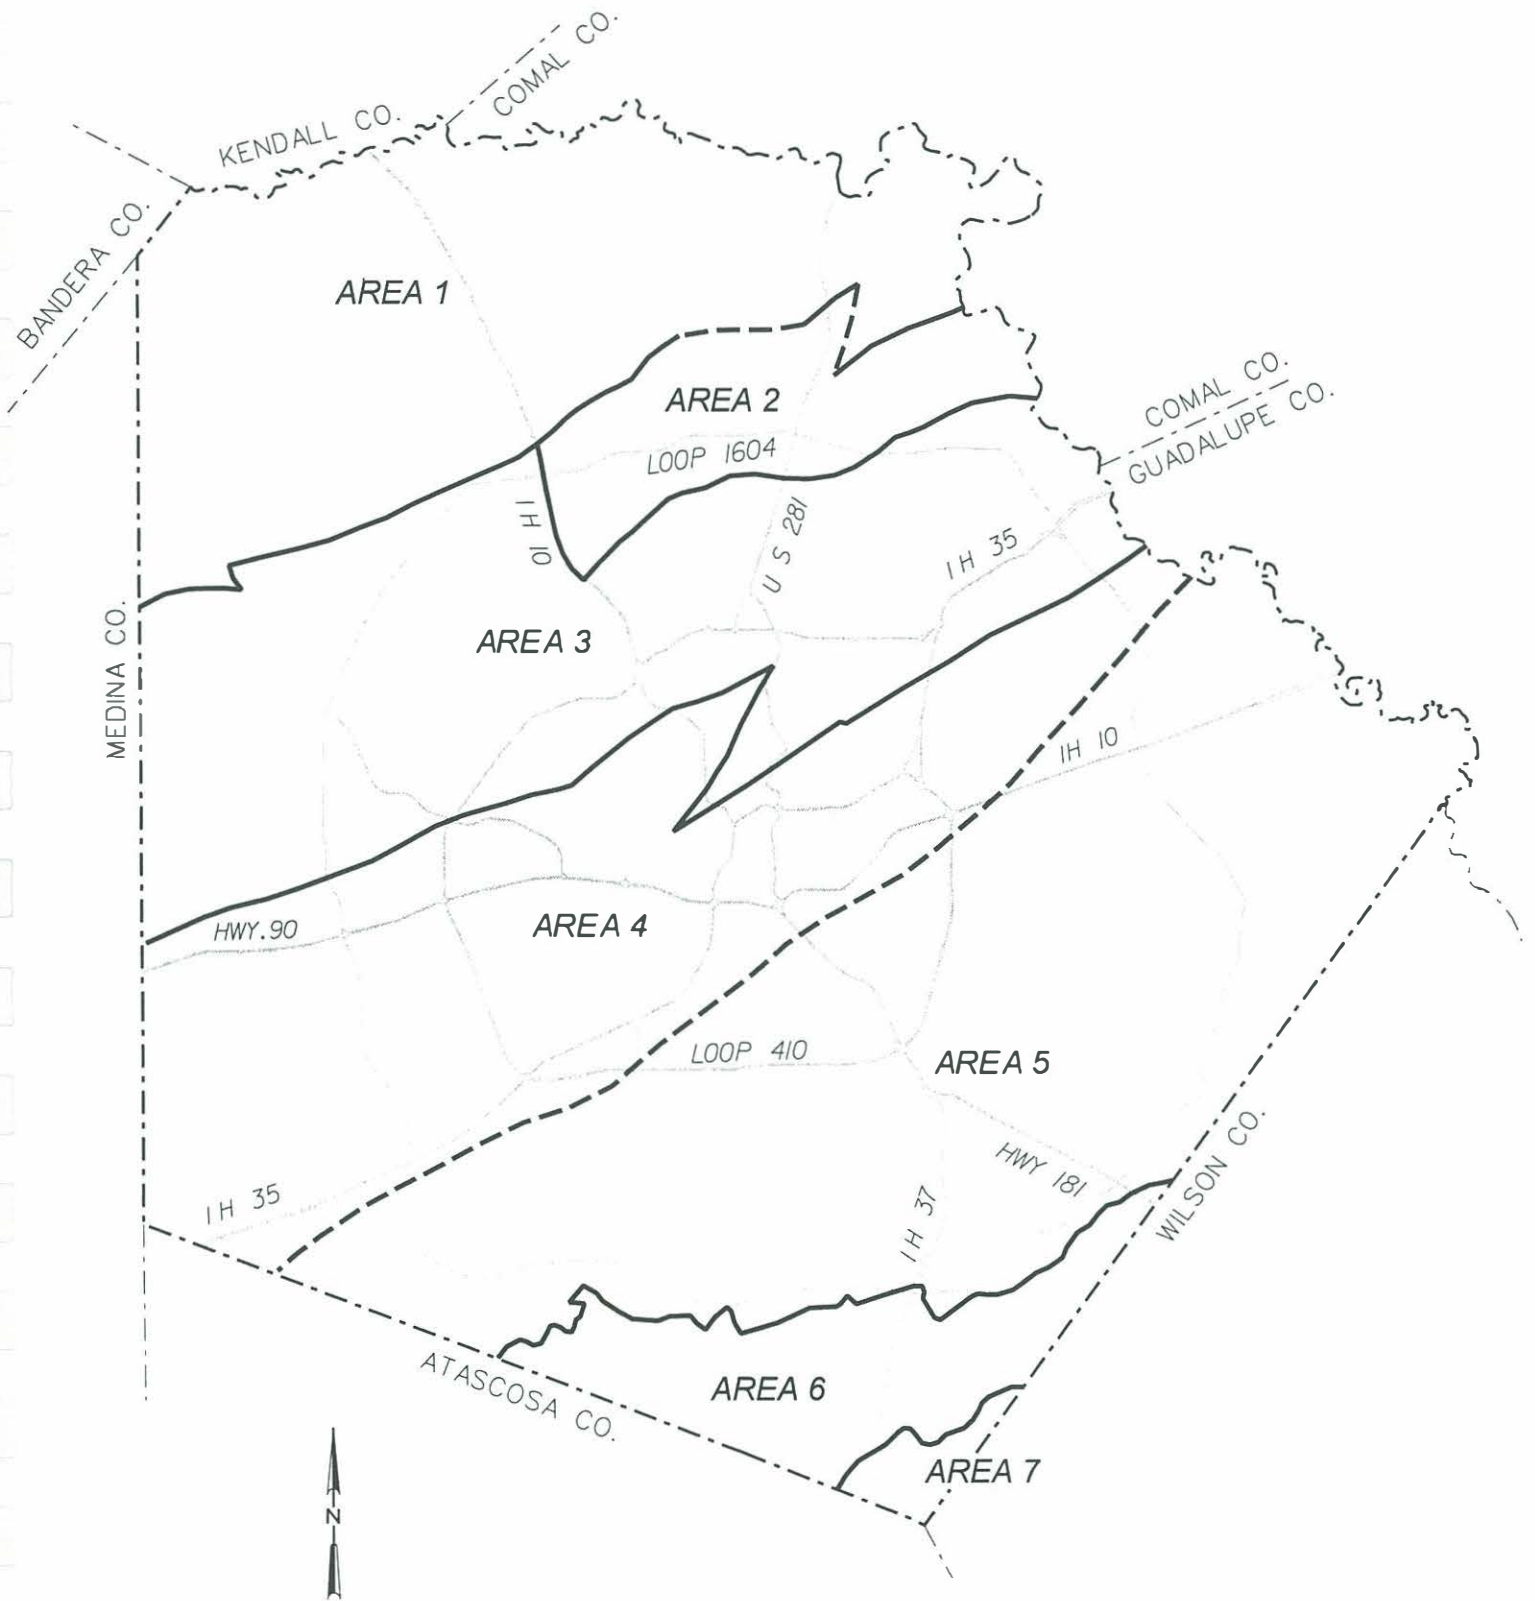 COMAL CO.
KENDALL CO.
BANDERA CO.
AREA 1
AREA 2
COMAL CO.
GUADALUPE CO.
LOOP 1604
IH 10
US 281
IH 35
MEDINA CO.
AREA 3
IH 10
HWY.90
AREA 4
LOOP 410
AREA 5
HWY 181
WILSON CO.
IH 35
IH 37
ATASCOSA CO.
AREA 6
AREA 7
N